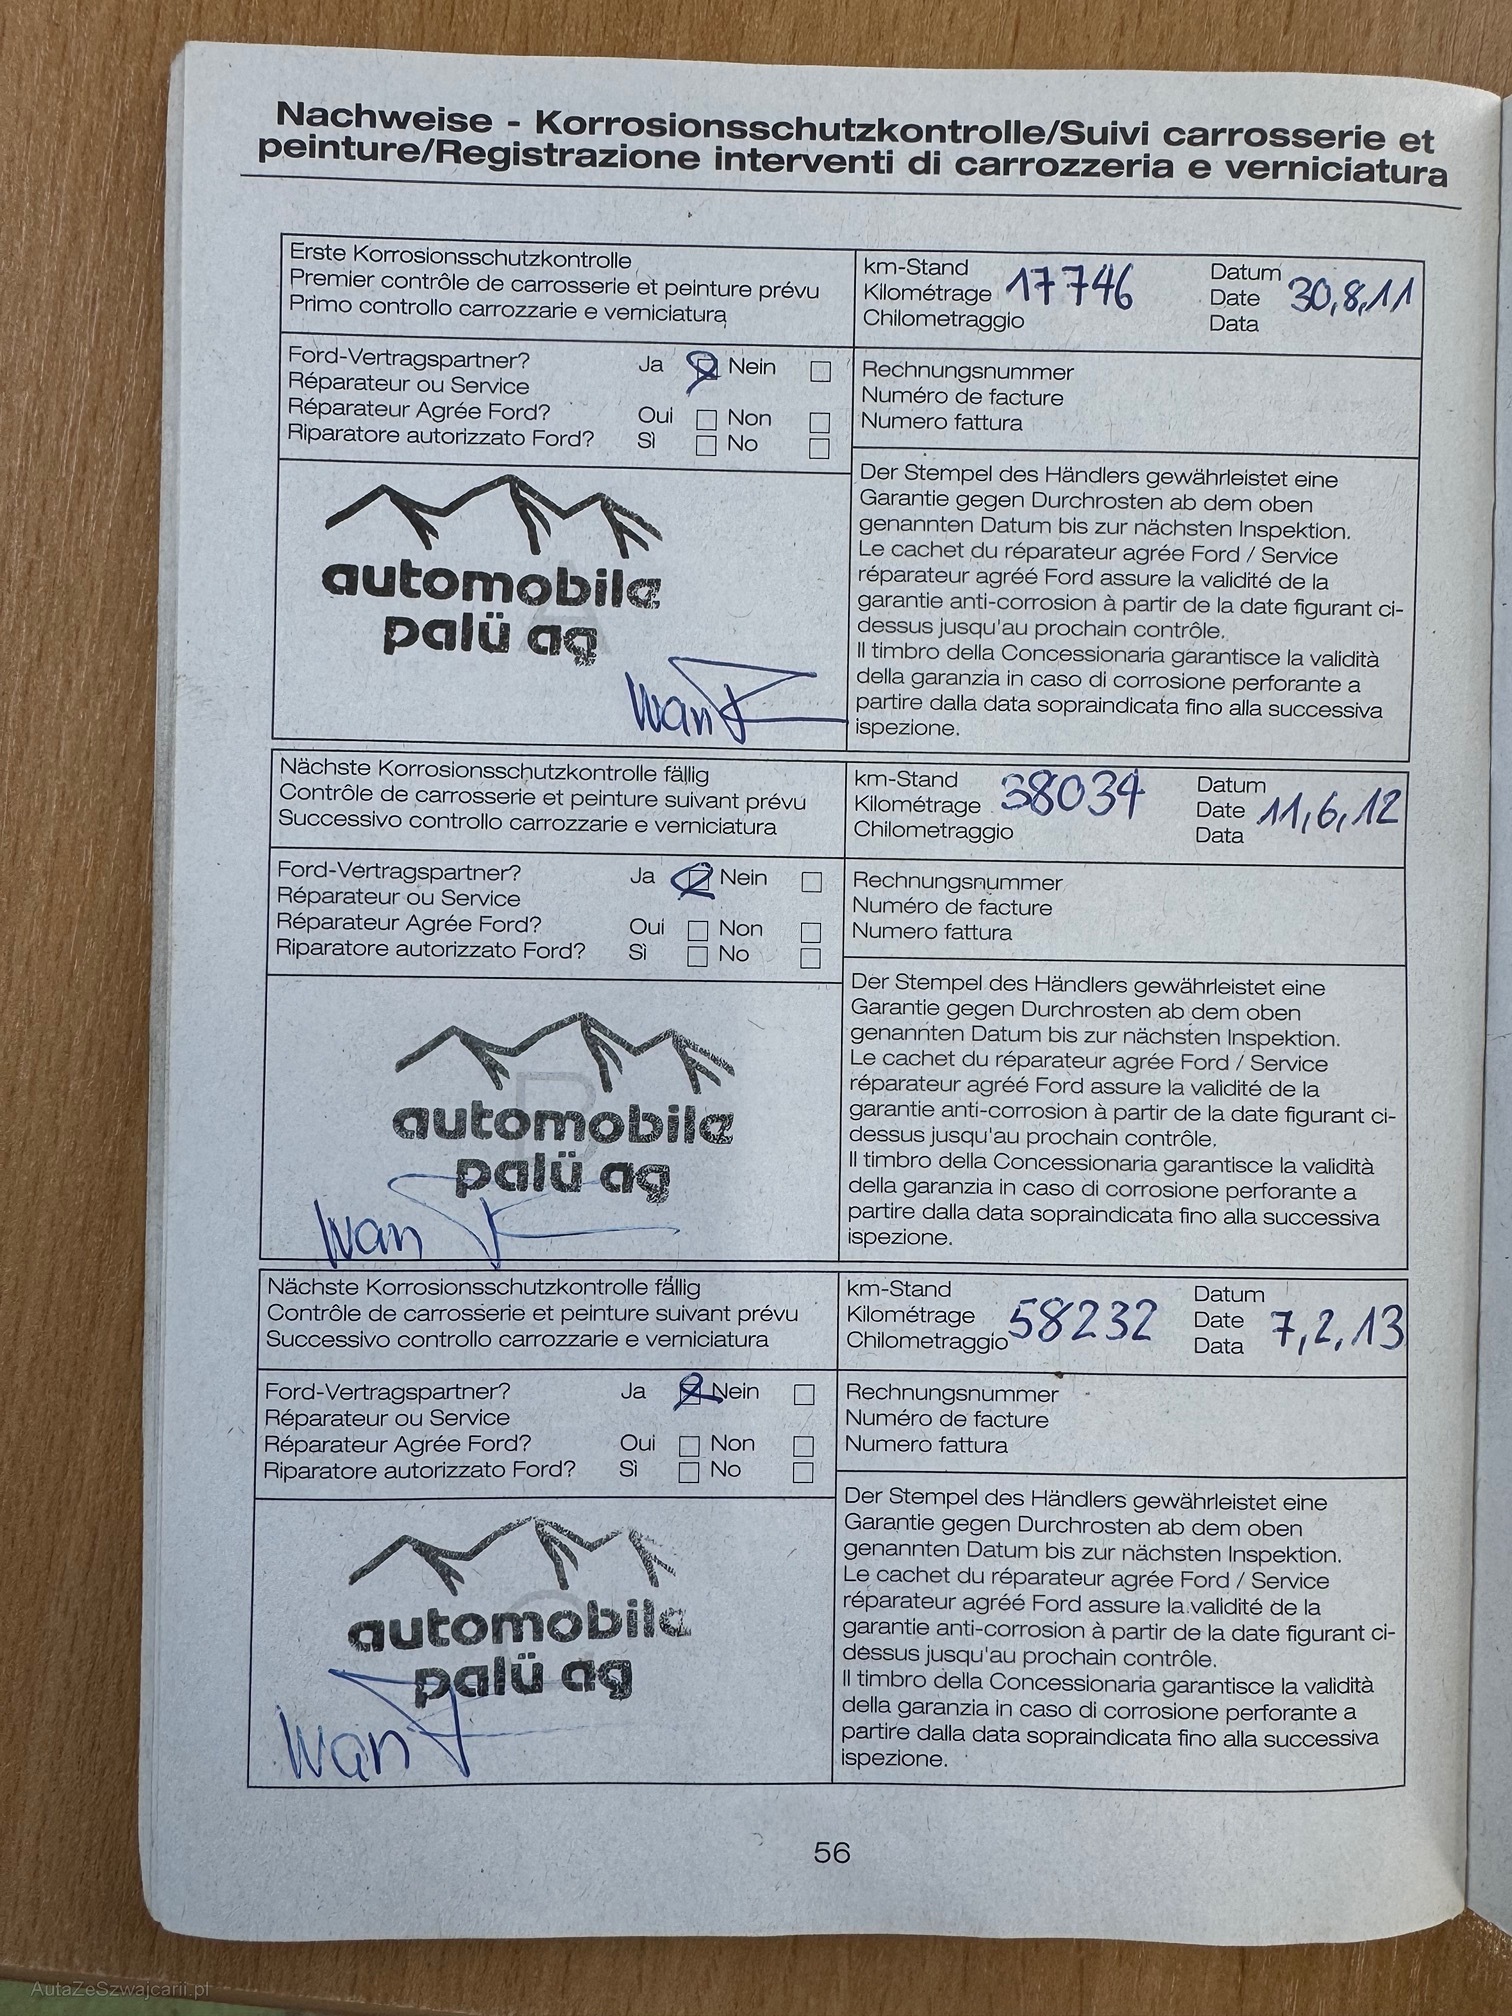 Nachweise - Korrosionsschutzkontrolle/Suivi carrosserie et
peinture/Registrazione interventi di carrozzeria e verniciatura
Erste Korrosionsschutzkontrolle
Premier contrôle de carrosserie et peinture prévu
Primo controllo carrozzarie e verniciatura
km-Stand
Kilométrage 17746
Chilometraggio
Datum
Date 30,8,11
Data
Ford-Vertragspartner? Ja Nein
Réparateur ou Service
Réparateur Agrée Ford? Oui Non
Riparatore autorizzato Ford? Sì No
Rechnungsnummer
Numéro de facture
Numero fattura
automobile
palü ag
Iwan
Der Stempel des Händlers gewährleistet eine
Garantie gegen Durchrosten ab dem oben
genannten Datum bis zur nächsten Inspektion.
Le cachet du réparateur agrée Ford / Service
réparateur agréé Ford assure la validité de la
garantie anti-corrosion à partir de la date figurant ci-
dessus jusqu'au prochain contrôle.
Il timbro della Concessionaria garantisce la validità
della garanzia in caso di corrosione perforante a
partire dalla data sopraindicata fino alla successiva
ispezione.
Nächste Korrosionsschutzkontrolle fällig
Contrôle de carrosserie et peinture suivant prévu
Successivo controllo carrozzarie e verniciatura
km-Stand
Kilométrage 38034
Chilometraggio
Datum
Date 11,6,12
Data
Ford-Vertragspartner? Ja Nein
Réparateur ou Service
Réparateur Agrée Ford? Oui Non
Riparatore autorizzato Ford? Sì No
Rechnungsnummer
Numéro de facture
Numero fattura
B
automobile
palü ag
Iwan
Der Stempel des Händlers gewährleistet eine
Garantie gegen Durchrosten ab dem oben
genannten Datum bis zur nächsten Inspektion.
Le cachet du réparateur agrée Ford / Service
réparateur agréé Ford assure la validité de la
garantie anti-corrosion à partir de la date figurant ci-
dessus jusqu'au prochain contrôle.
Il timbro della Concessionaria garantisce la validità
della garanzia in caso di corrosione perforante a
partire dalla data sopraindicata fino alla successiva
ispezione.
Nächste Korrosionsschutzkontrolle fällig
Contrôle de carrosserie et peinture suivant prévu
Successivo controllo carrozzarie e verniciatura
km-Stand
Kilométrage 58232
Chilometraggio
Datum
Date 7,2,13
Data
Ford-Vertragspartner? Ja Nein
Réparateur ou Service
Réparateur Agrée Ford? Oui Non
Riparatore autorizzato Ford? Sì No
Rechnungsnummer
Numéro de facture
Numero fattura
automobile
palü ag
Iwan
Der Stempel des Händlers gewährleistet eine
Garantie gegen Durchrosten ab dem oben
genannten Datum bis zur nächsten Inspektion.
Le cachet du réparateur agrée Ford / Service
réparateur agréé Ford assure la validité de la
garantie anti-corrosion à partir de la date figurant ci-
dessus jusqu'au prochain contrôle.
Il timbro della Concessionaria garantisce la validità
della garanzia in caso di corrosione perforante a
partire dalla data sopraindicata fino alla successiva
ispezione.
56
AutaZeSzwajcarii.pl